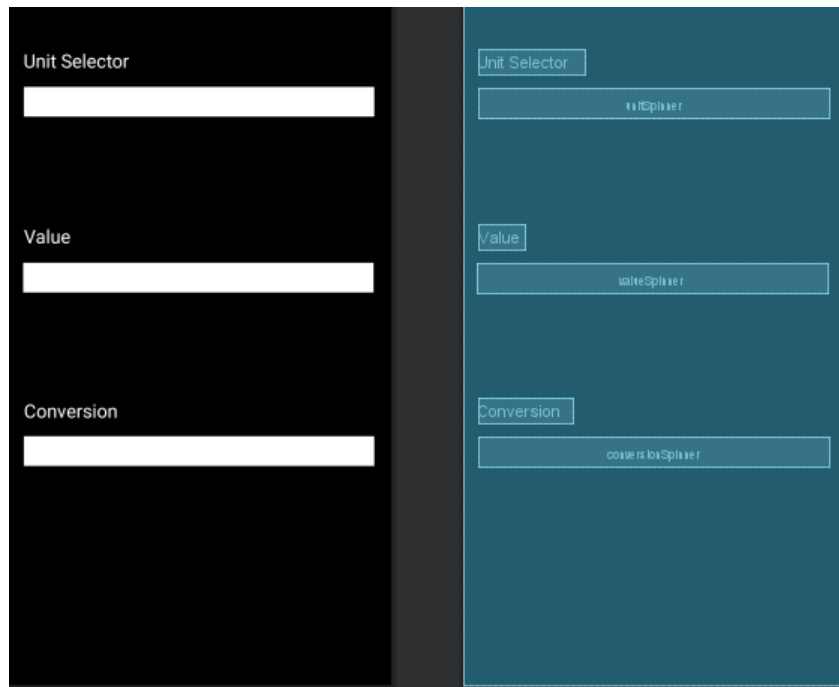 Unit Selector
Value
Conversion
Unit Selector
unitSpinner
Value
valueSpinner
Conversion
conversionSpinner